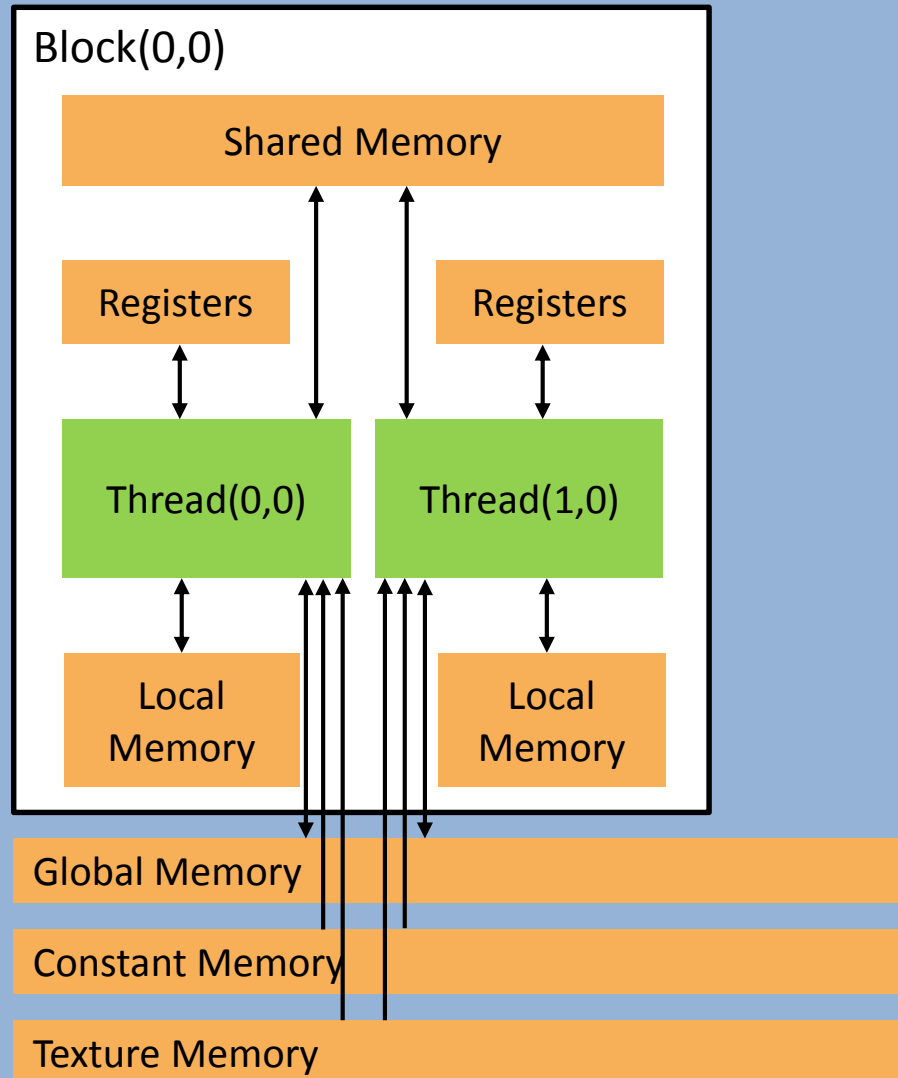 Block(0,0)
Shared Memory
Registers
Registers
Thread(0,0)
Thread(1,0)
Local
Memory
Local
Memory
Global Memory
Constant Memory
Texture Memory